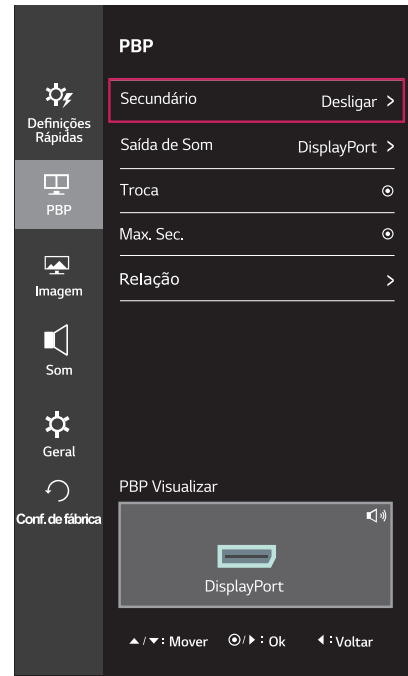 Definições
Rápidas
PBP
Imagem
Som
Geral
Conf. de fábrica
PBP
Secundário Desligar >
Saída de Som DisplayPort >
Troca
Max. Sec.
Relação >
PBP Visualizar
DisplayPort
▲/▼: Mover ◉/▶: Ok ◀: Voltar